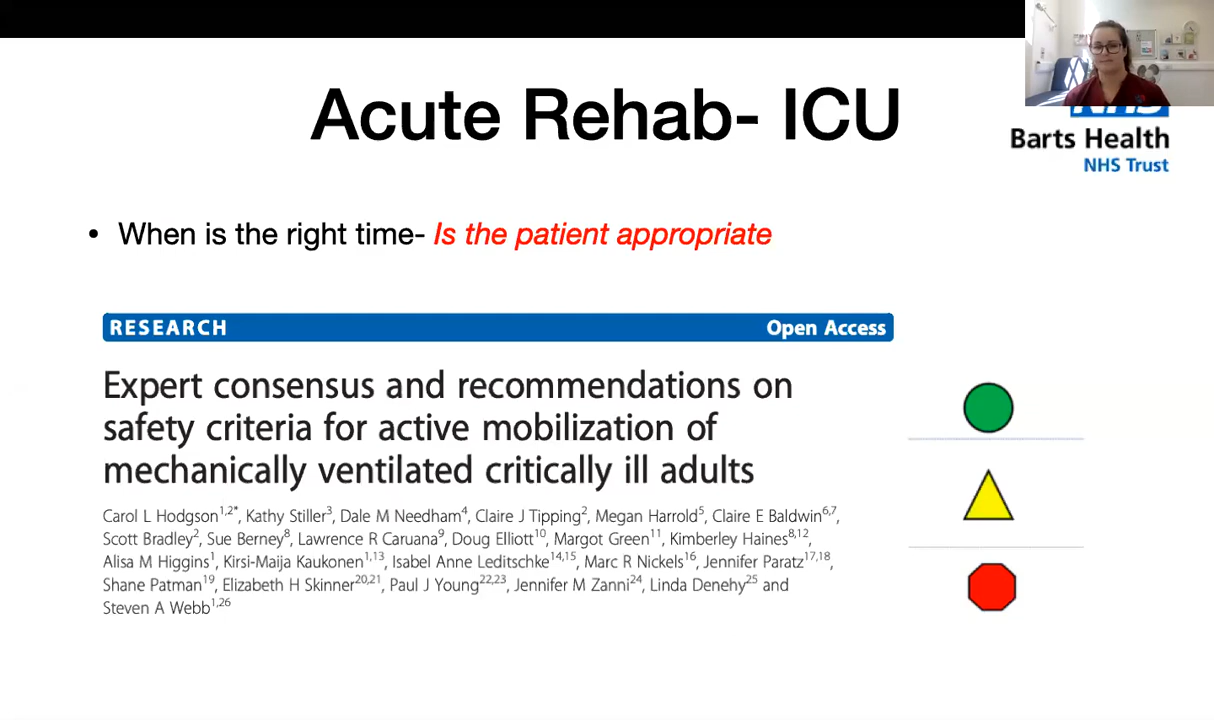 Acute Rehab- ICU
NHS
Barts Health
NHS Trust
• When is the right time- Is the patient appropriate
RESEARCH Open Access
Expert consensus and recommendations on
safety criteria for active mobilization of
mechanically ventilated critically ill adults
Carol L Hodgson1,2*, Kathy Stiller3, Dale M Needham4, Claire J Tipping2, Megan Harrold5, Claire E Baldwin6,7,
Scott Bradley2, Sue Berney8, Lawrence R Caruana9, Doug Elliott10, Margot Green11, Kimberley Haines8,12,
Alisa M Higgins1, Kirsi-Maija Kaukonen1,13, Isabel Anne Leditschke14,15, Marc R Nickels16, Jennifer Paratz17,18,
Shane Patman19, Elizabeth H Skinner20,21, Paul J Young22,23, Jennifer M Zanni24, Linda Denehy25 and
Steven A Webb1,26